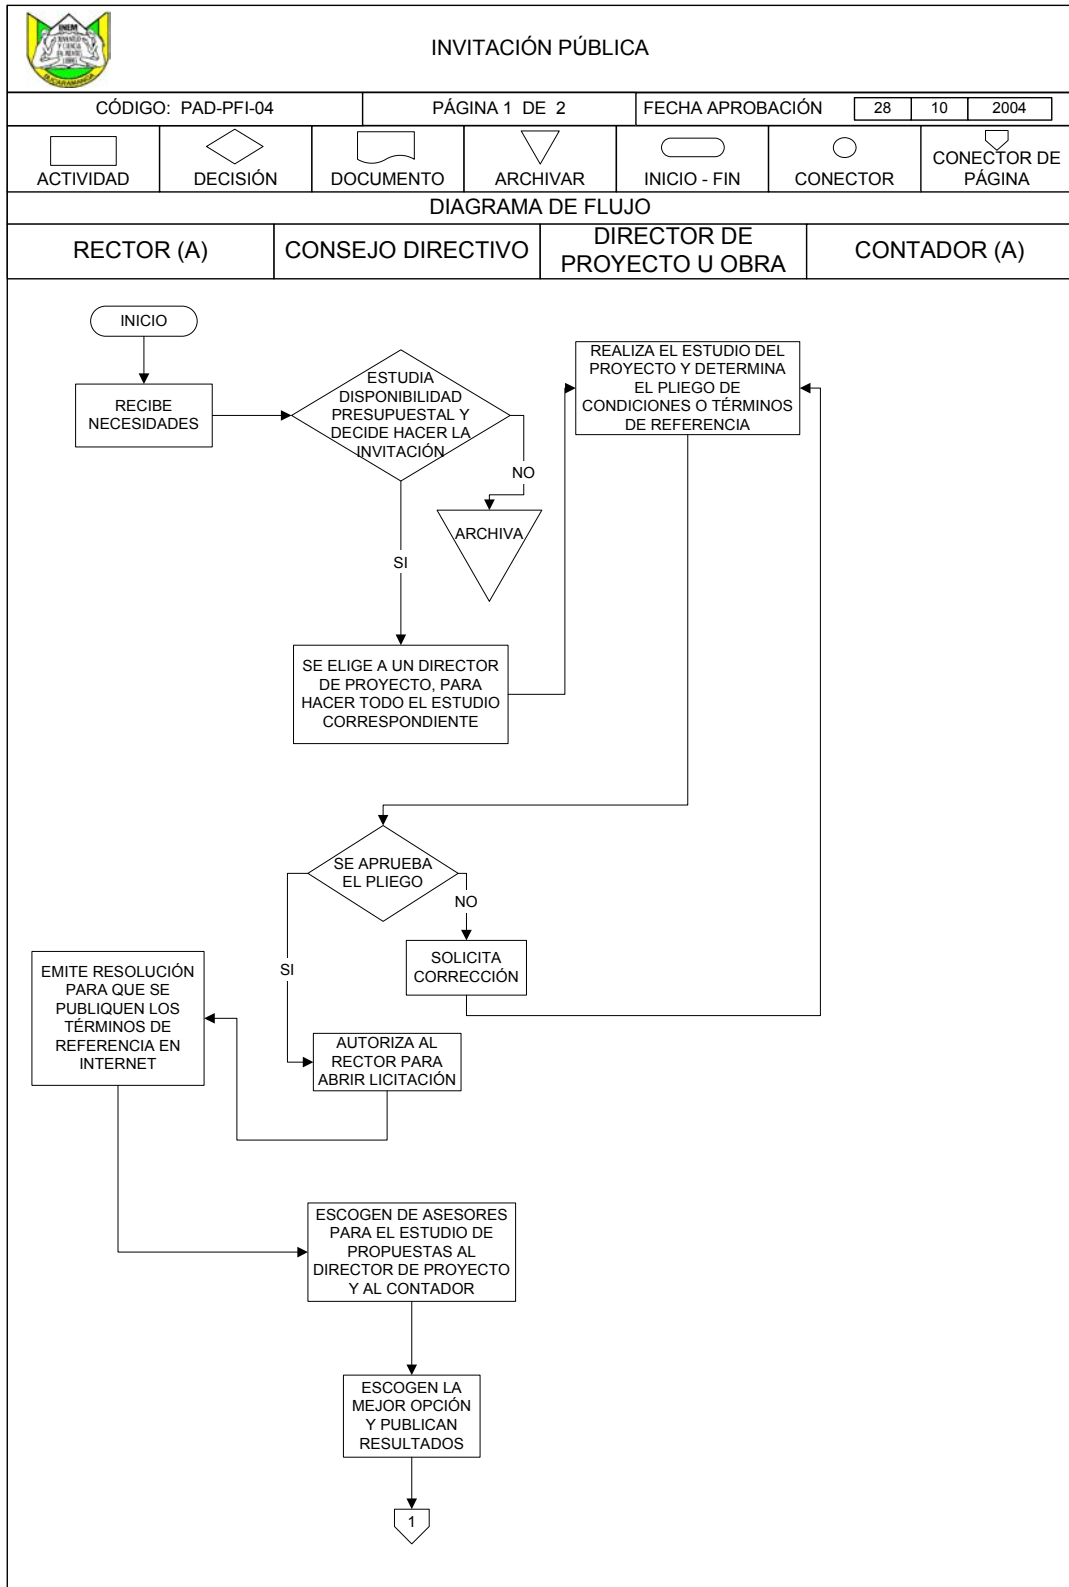 INEM
BUCARAMANGA
INVITACIÓN PÚBLICA
CÓDIGO: PAD-PFI-04
PÁGINA 1 DE 2
FECHA APROBACIÓN
28
10
2004
ACTIVIDAD
DECISIÓN
DOCUMENTO
ARCHIVAR
INICIO - FIN
CONECTOR
CONECTOR DE
PÁGINA
DIAGRAMA DE FLUJO
RECTOR (A)
CONSEJO DIRECTIVO
DIRECTOR DE
PROYECTO U OBRA
CONTADOR (A)
INICIO
RECIBE
NECESIDADES
ESTUDIA
DISPONIBILIDAD
PRESUPUESTAL Y
DECIDE HACER LA
INVITACIÓN
NO
ARCHIVA
SI
REALIZA EL ESTUDIO DEL
PROYECTO Y DETERMINA
EL PLIEGO DE
CONDICIONES O TÉRMINOS
DE REFERENCIA
SE ELIGE A UN DIRECTOR
DE PROYECTO, PARA
HACER TODO EL ESTUDIO
CORRESPONDIENTE
SE APRUEBA
EL PLIEGO
NO
SOLICITA
CORRECCIÓN
SI
EMITE RESOLUCIÓN
PARA QUE SE
PUBLIQUEN LOS
TÉRMINOS DE
REFERENCIA EN
INTERNET
AUTORIZA AL
RECTOR PARA
ABRIR LICITACIÓN
ESCOGEN DE ASESORES
PARA EL ESTUDIO DE
PROPUESTAS AL
DIRECTOR DE PROYECTO
Y AL CONTADOR
ESCOGEN LA
MEJOR OPCIÓN
Y PUBLICAN
RESULTADOS
1